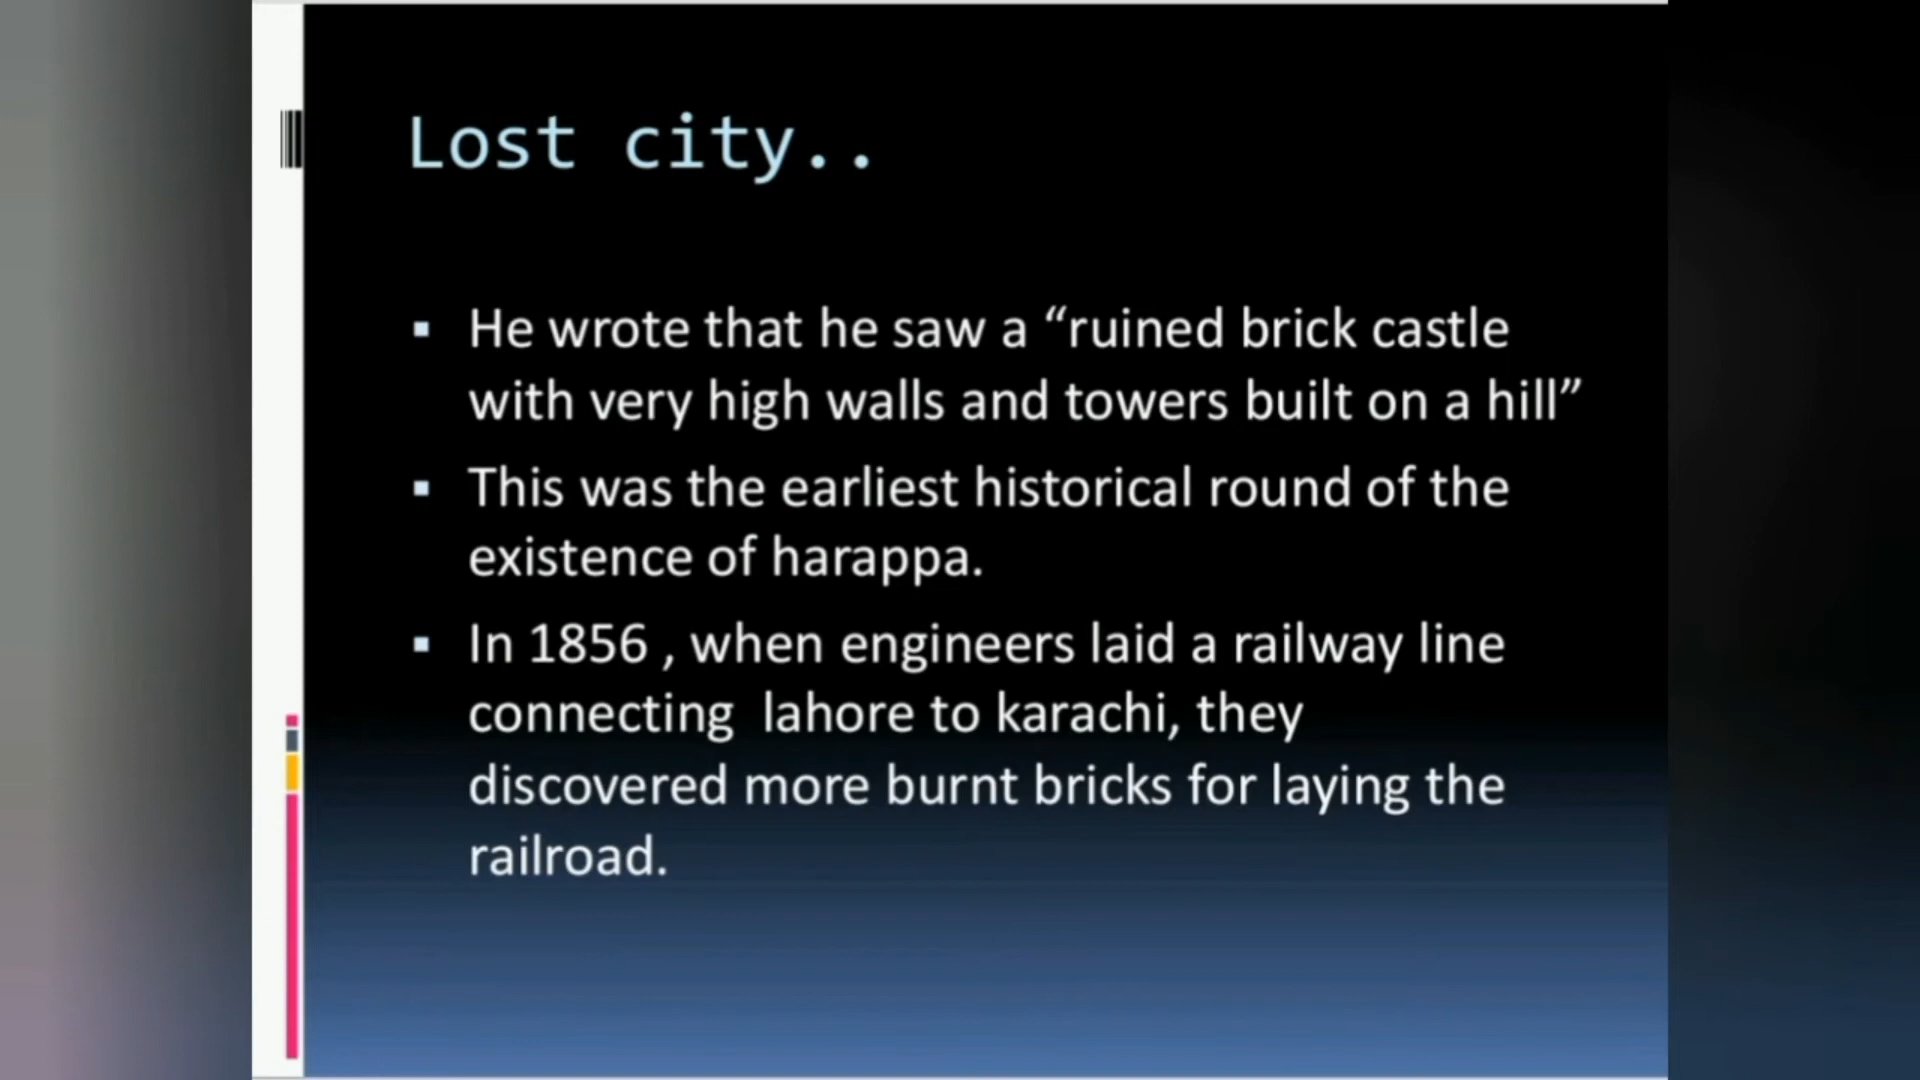 Lost city..
▪ He wrote that he saw a “ruined brick castle
with very high walls and towers built on a hill”
▪ This was the earliest historical round of the
existence of harappa.
▪ In 1856 , when engineers laid a railway line
connecting  lahore to karachi, they
discovered more burnt bricks for laying the
railroad.